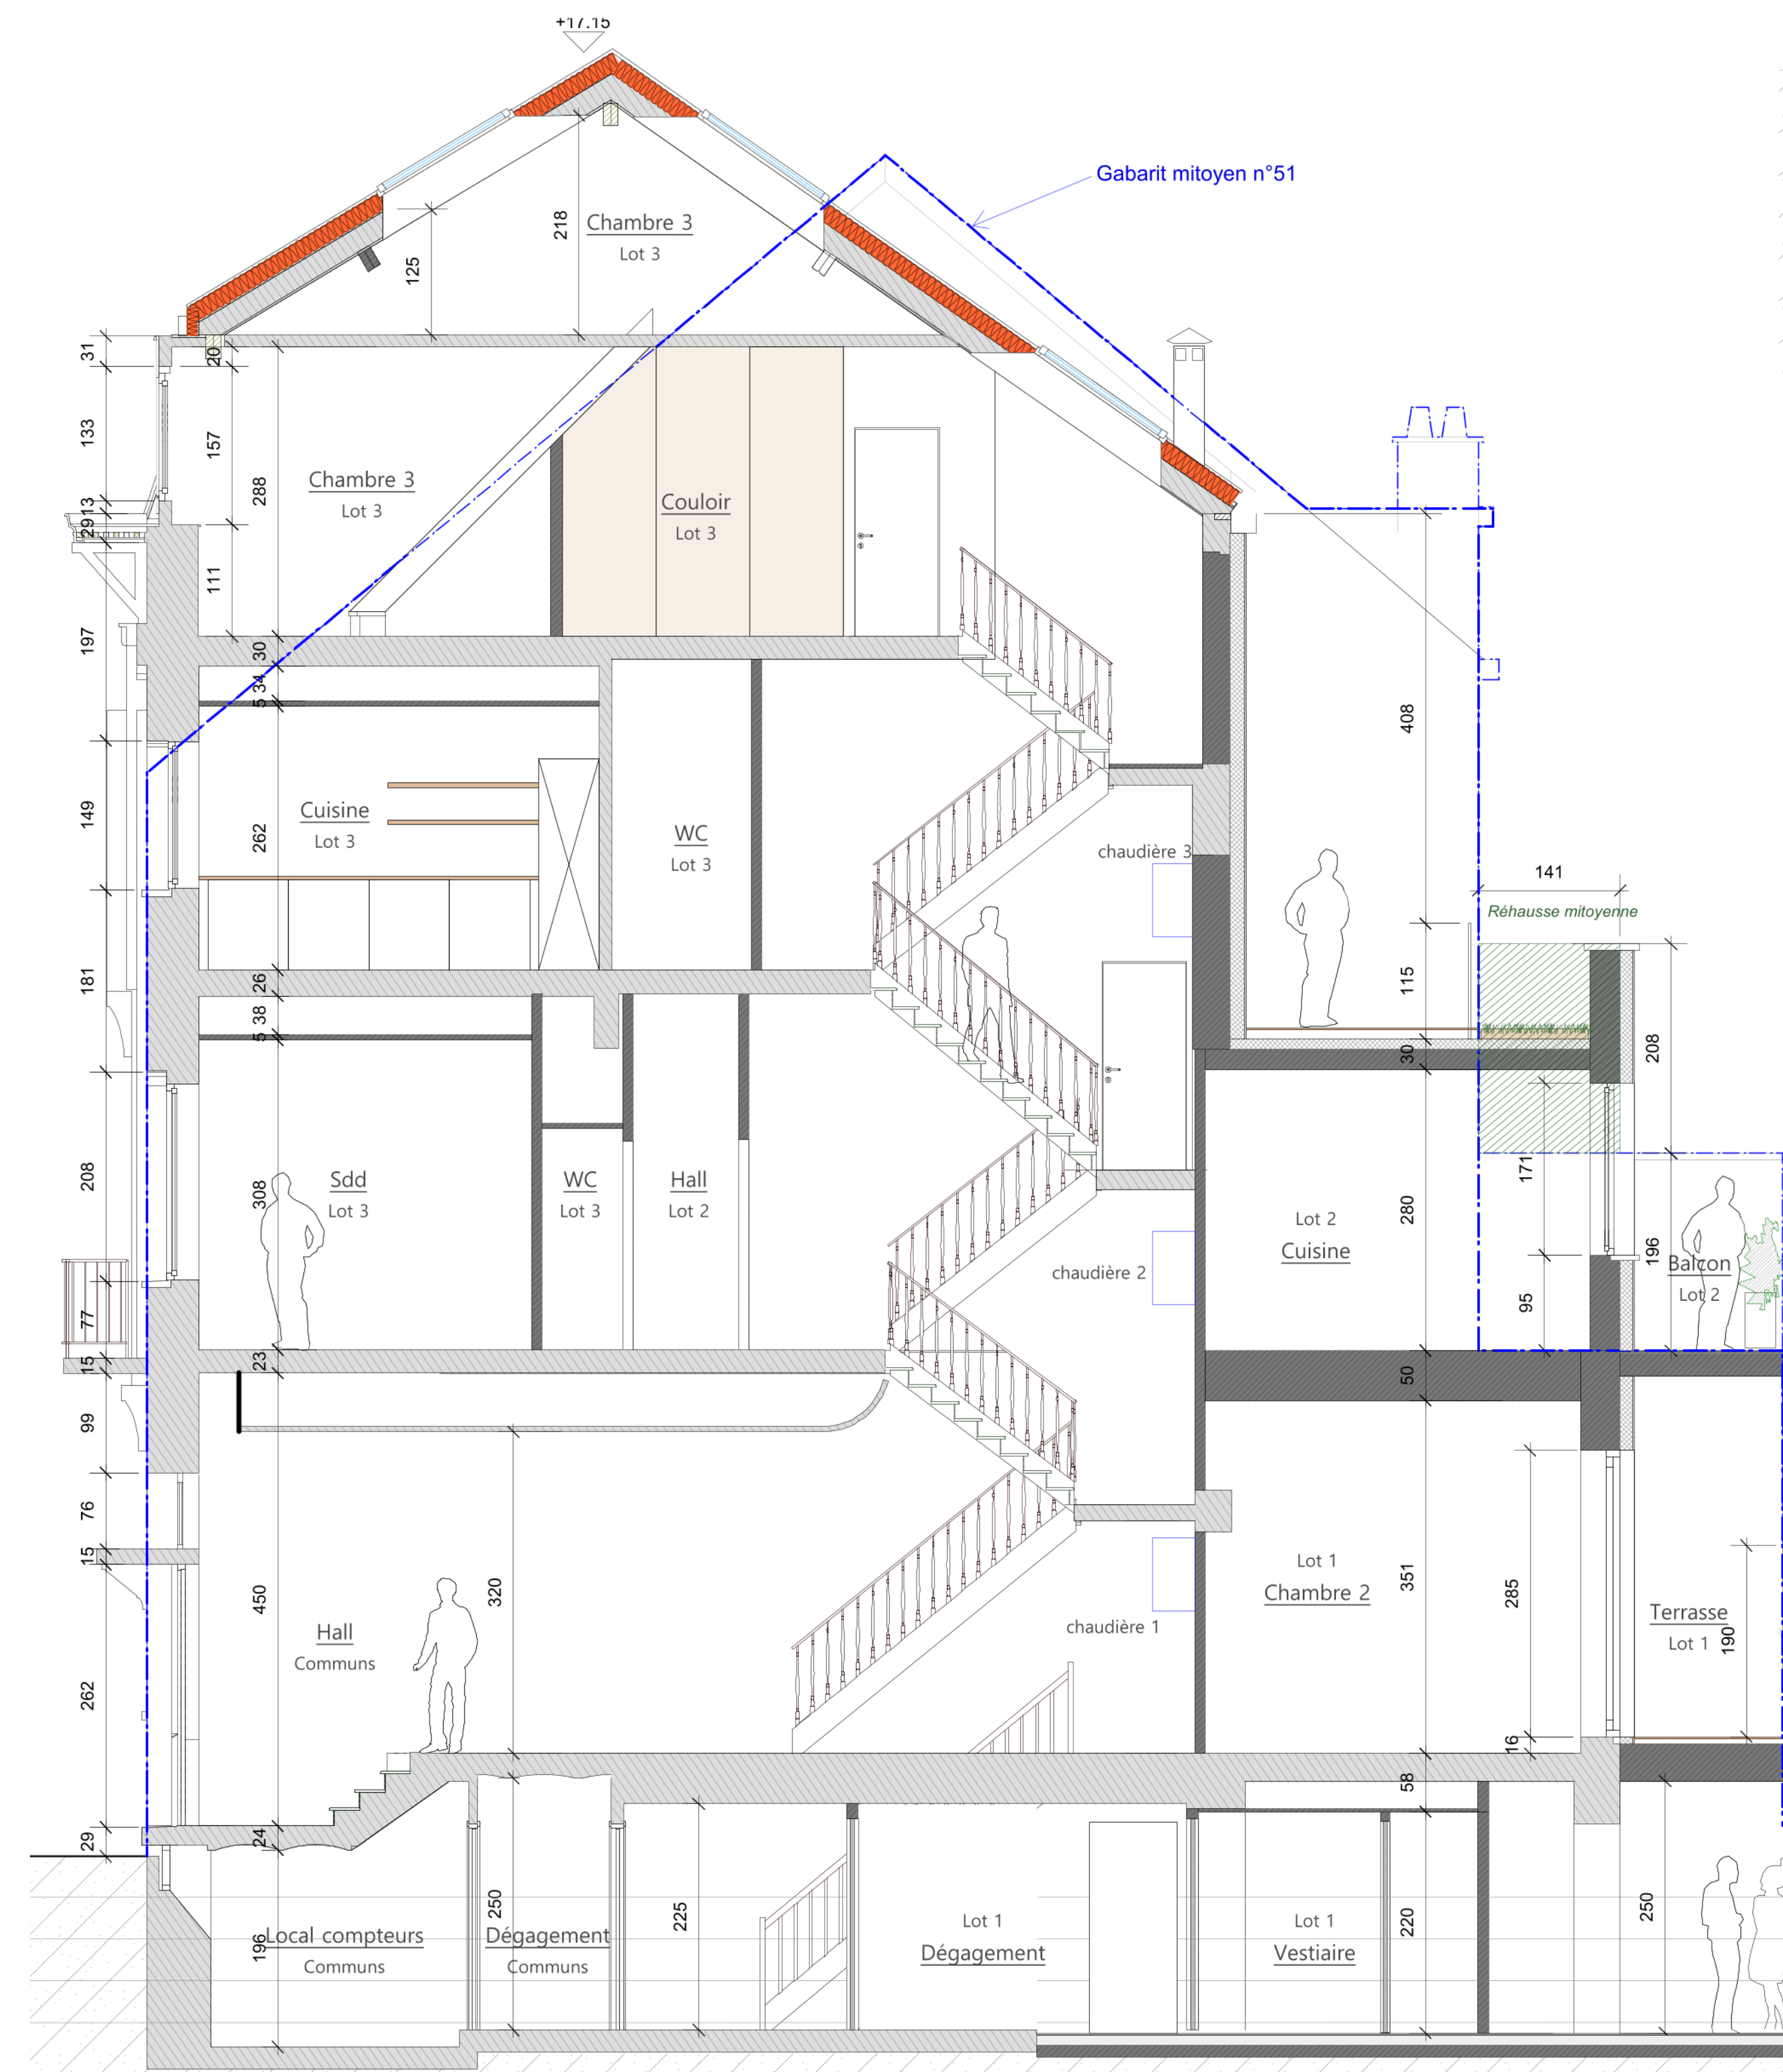 +17.15
Gabarit mitoyen n°51
218
Chambre 3
Lot 3
125
31
20
133
157
288
Chambre 3
Lot 3
Couloir
Lot 3
13
29
111
197
30
34
5
408
149
Cuisine
Lot 3
262
WC
Lot 3
chaudière 3
141
Réhausse mitoyenne
181
26
38
5
115
30
208
208
308
Sdd
Lot 3
WC
Lot 3
Hall
Lot 2
171
280
Lot 2
Cuisine
196
Balcon
Lot 2
chaudière 2
95
77
15
23
50
99
76
15
450
320
351
285
Lot 1
Chambre 2
Terrasse
Lot 1
190
Hall
Communs
chaudière 1
262
16
58
29
24
250
225
196
Local compteurs
Communs
Dégagement
Communs
Lot 1
Dégagement
Lot 1
Vestiaire
220
250